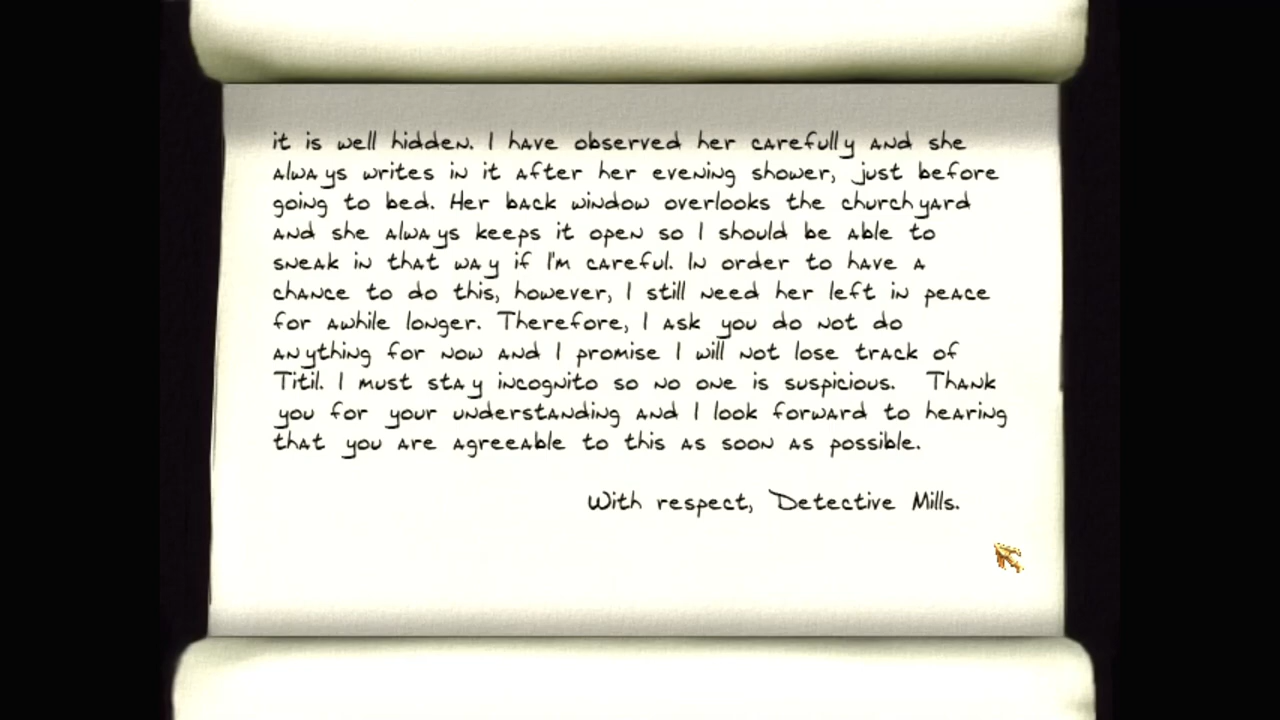 it is well hidden. I have observed her carefully and she
always writes in it after her evening shower, just before
going to bed. Her back window overlooks the churchyard
and she always keeps it open so I should be able to
sneak in that way if I'm careful. In order to have a
chance to do this, however, I still need her left in peace
for awhile longer. Therefore, I ask you do not do
anything for now and I promise I will not lose track of
Titil. I must stay incognito so no one is suspicious. Thank
you for your understanding and I look forward to hearing
that you are agreeable to this as soon as possible.
With respect, Detective Mills.